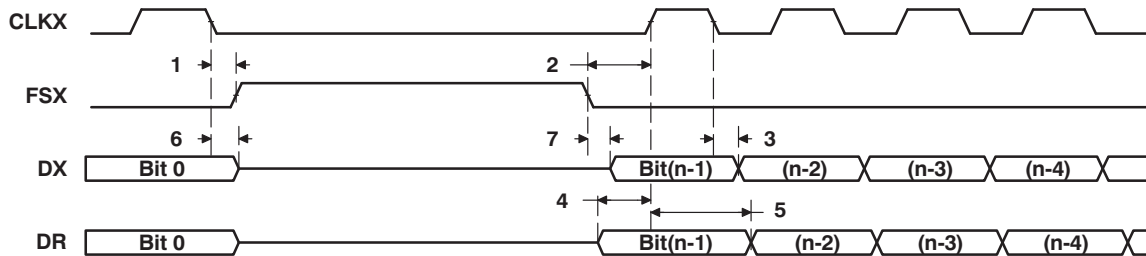 CLKX
1 2
FSX
6 7 3
DX Bit 0 Bit(n-1) (n-2) (n-3) (n-4)
4 5
DR Bit 0 Bit(n-1) (n-2) (n-3) (n-4)